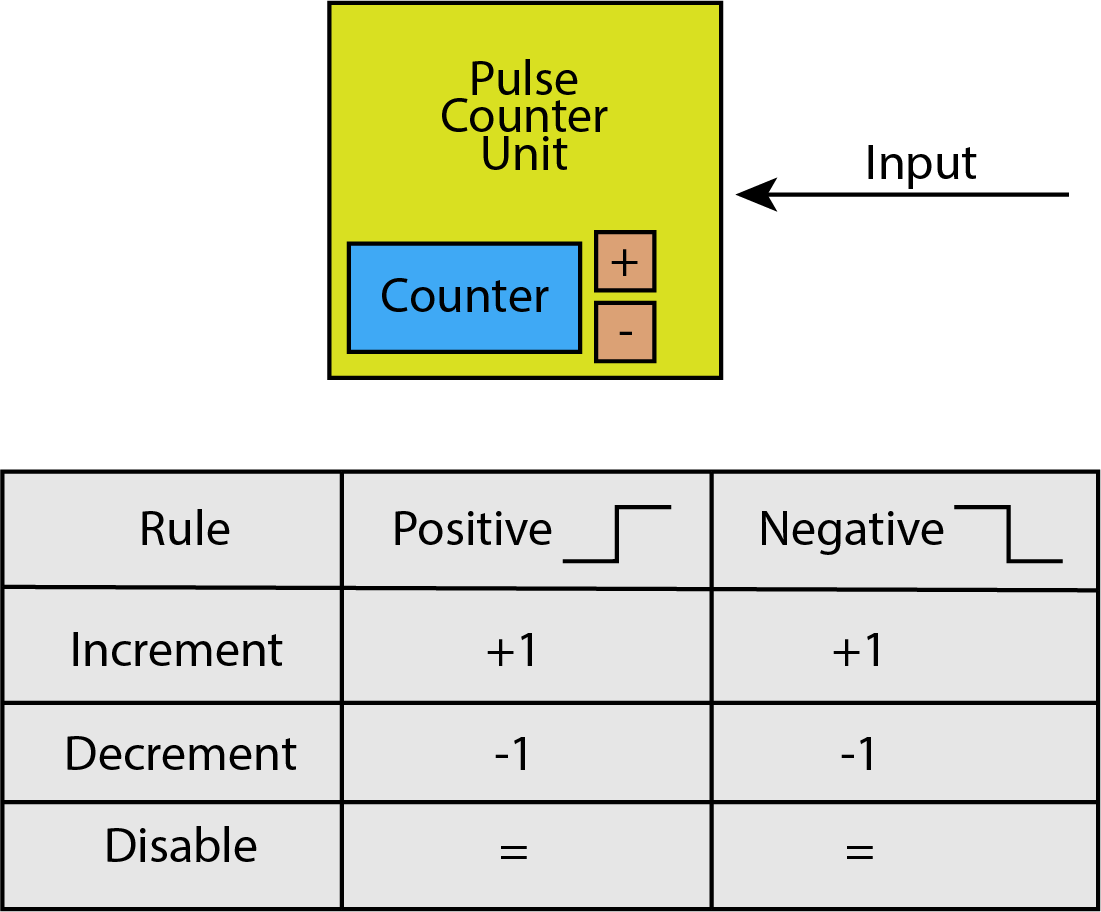 Pulse
Counter
Unit
Input
Counter
+
-
Rule Positive Negative
Increment +1 +1
Decrement -1 -1
Disable = =